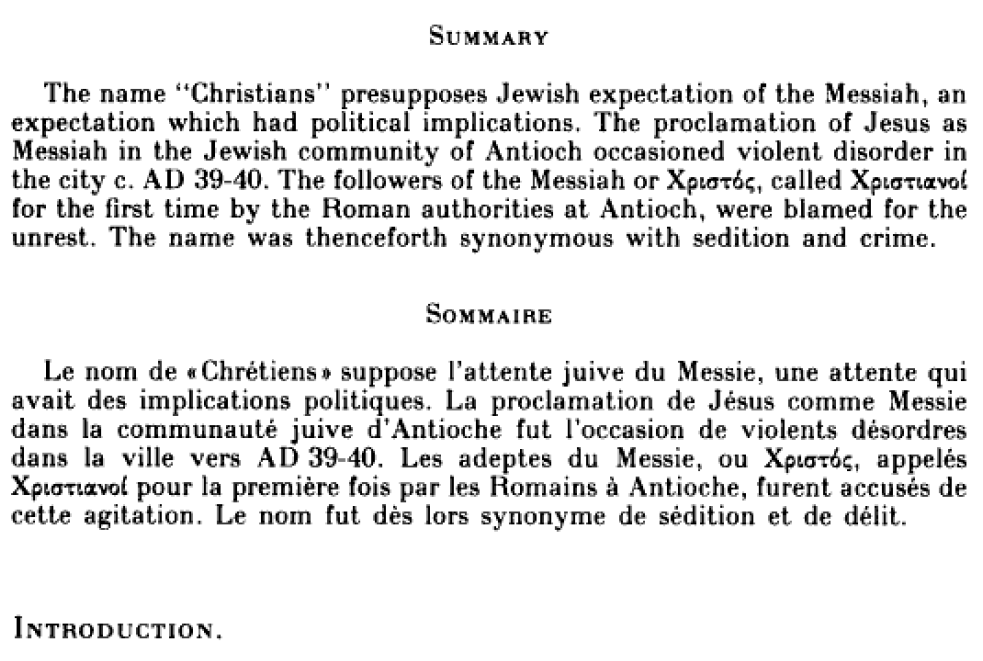 SUMMARY
The name "Christians" presupposes Jewish expectation of the Messiah, an
expectation which had political implications. The proclamation of Jesus as
Messiah in the Jewish community of Antioch occasioned violent disorder in
the city c. AD 39-40. The followers of the Messiah or Χριστός, called Χριστιανοί
for the first time by the Roman authorities at Antioch, were blamed for the
unrest. The name was thenceforth synonymous with sedition and crime.
SOMMAIRE
Le nom de «Chrétiens» suppose l'attente juive du Messie, une attente qui
avait des implications politiques. La proclamation de Jésus comme Messie
dans la communauté juive d'Antioche fut l'occasion de violents désordres
dans la ville vers AD 39-40. Les adeptes du Messie, ou Χριστός, appelés
Χριστιανοί pour la première fois par les Romains à Antioche, furent accusés de
cette agitation. Le nom fut dès lors synonyme de sédition et de délit.
INTRODUCTION.